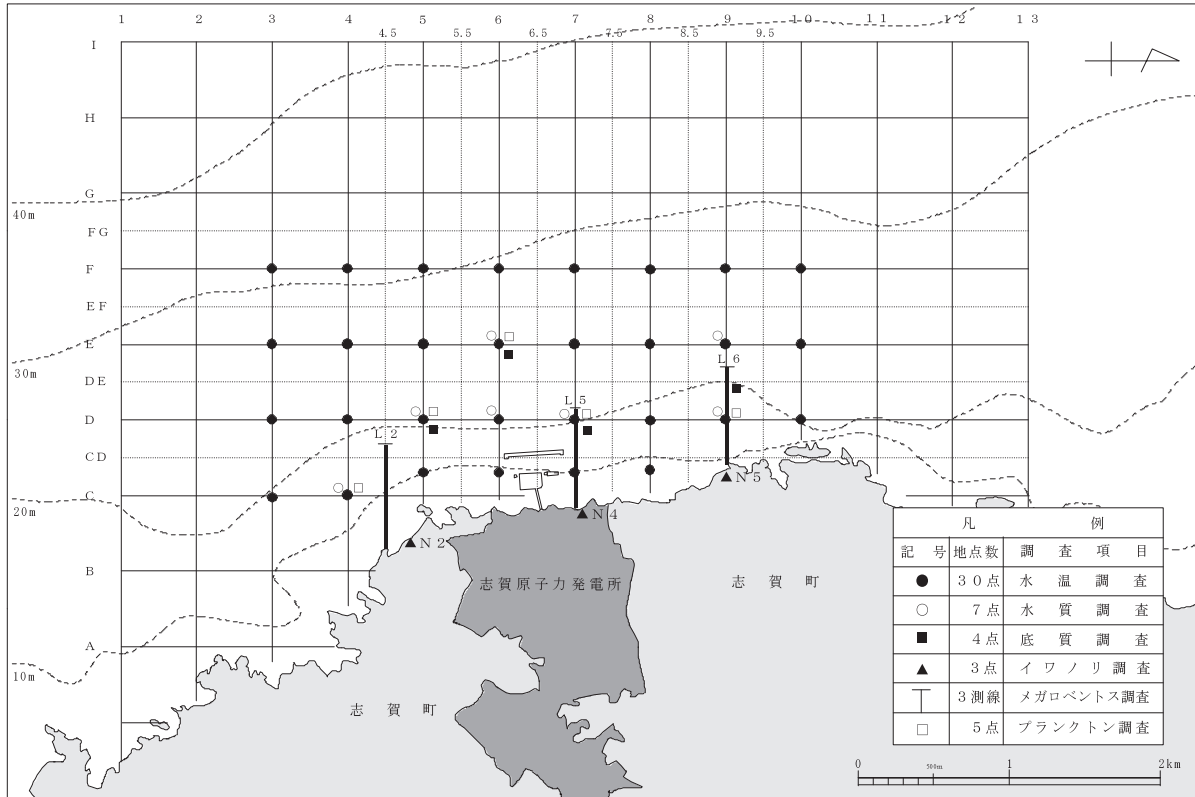 1 2 3 4 5 6 7 8 9 10 11 12 13
4.5 5.5 6.5 7.5 8.5 9.5
I
H
G
40m
FG
F
EF
E
30m
L6
DE
L5
D
L2
CD
N5
C
20m
N4
N2
B
志賀原子力発電所
志賀町
A
10m
志賀町
凡例
記号 地点数 調査項目
● 30点 水温調査
○ 7点 水質調査
■ 4点 底質調査
▲ 3点 イワノリ調査
3測線 メガロベントス調査
□ 5点 プランクトン調査
0 500m 1 2km